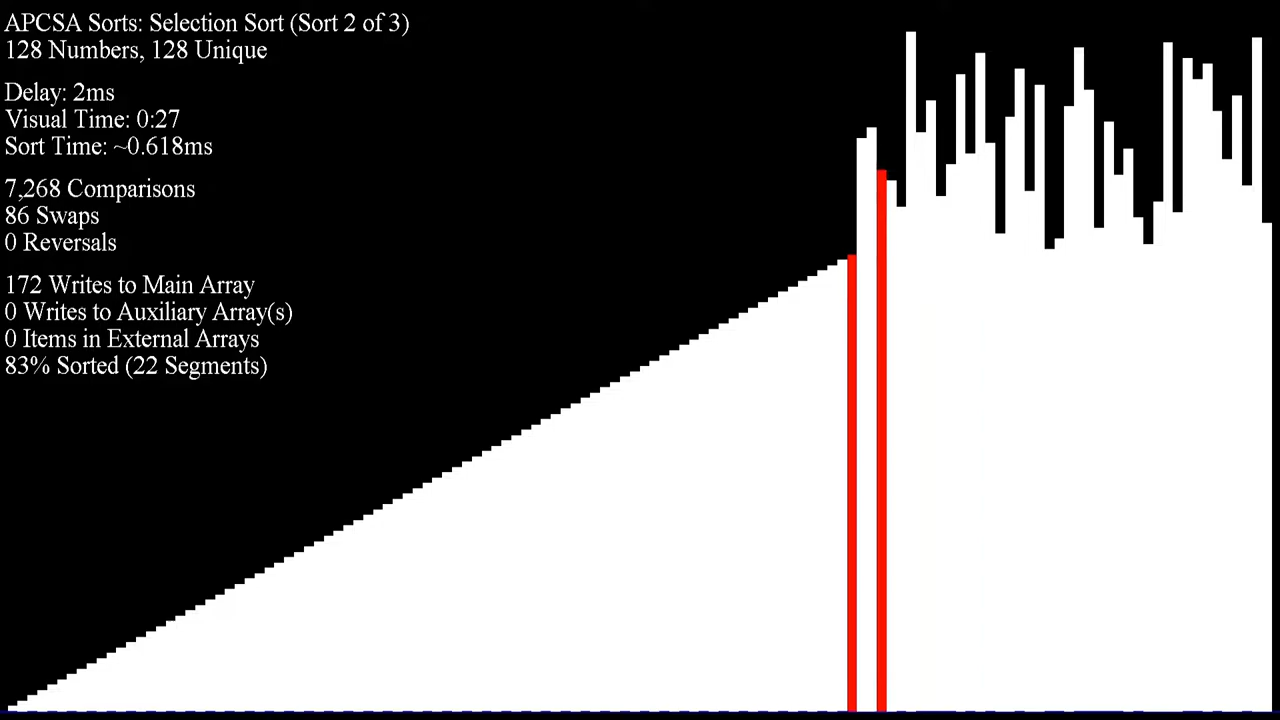 APCSA Sorts: Selection Sort (Sort 2 of 3)
128 Numbers, 128 Unique
Delay: 2ms
Visual Time: 0:27
Sort Time: ~0.618ms
7,268 Comparisons
86 Swaps
0 Reversals
172 Writes to Main Array
0 Writes to Auxiliary Array(s)
0 Items in External Arrays
83% Sorted (22 Segments)